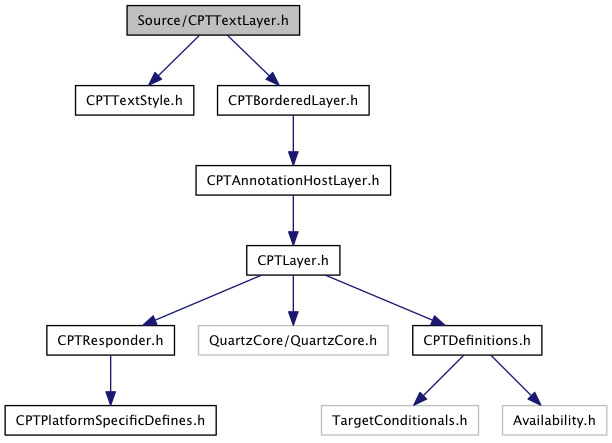 Source/CPTTextLayer.h
CPTTextStyle.h
CPTBorderedLayer.h
CPTAnnotationHostLayer.h
CPTLayer.h
CPTResponder.h
QuartzCore/QuartzCore.h
CPTDefinitions.h
CPTPlatformSpecificDefines.h
TargetConditionals.h
Availability.h